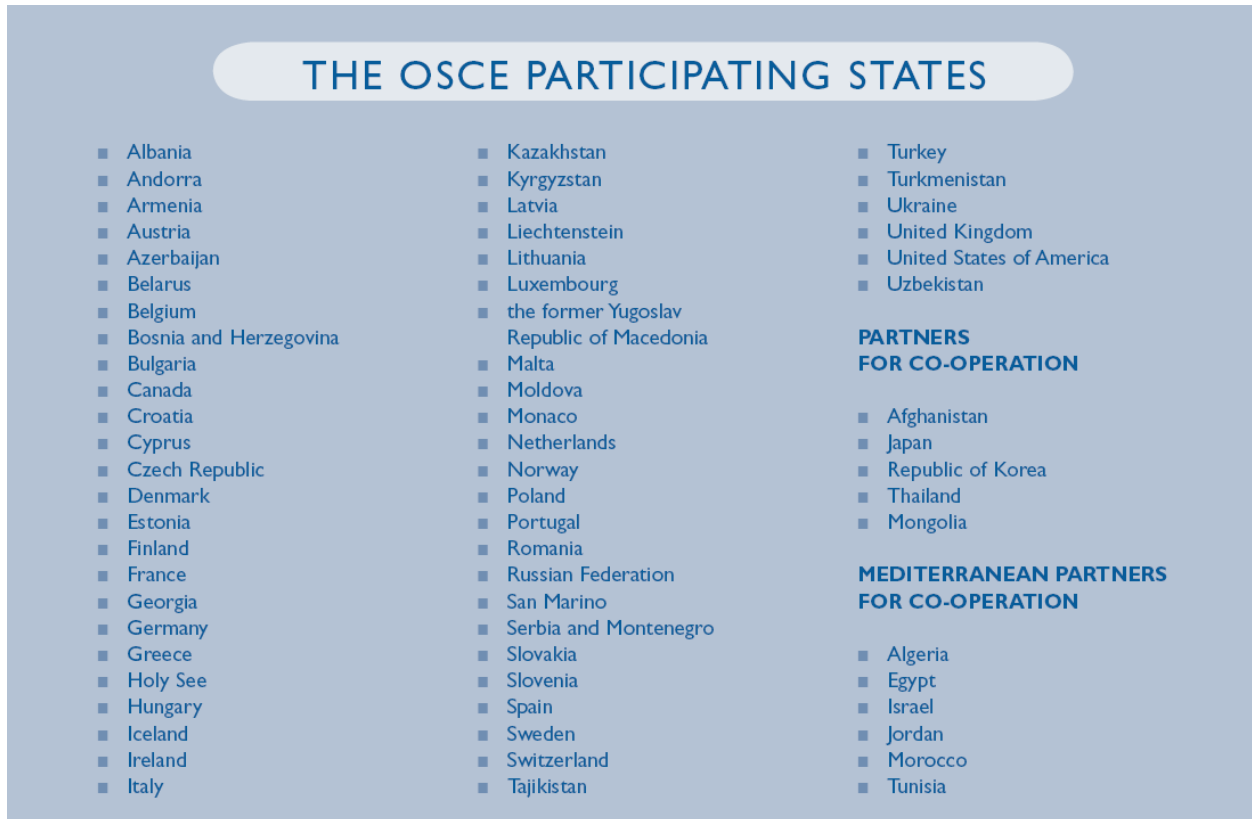 THE OSCE PARTICIPATING STATES
■ Albania
■ Andorra
■ Armenia
■ Austria
■ Azerbaijan
■ Belarus
■ Belgium
■ Bosnia and Herzegovina
■ Bulgaria
■ Canada
■ Croatia
■ Cyprus
■ Czech Republic
■ Denmark
■ Estonia
■ Finland
■ France
■ Georgia
■ Germany
■ Greece
■ Holy See
■ Hungary
■ Iceland
■ Ireland
■ Italy
■ Kazakhstan
■ Kyrgyzstan
■ Latvia
■ Liechtenstein
■ Lithuania
■ Luxembourg
■ the former Yugoslav
Republic of Macedonia
■ Malta
■ Moldova
■ Monaco
■ Netherlands
■ Norway
■ Poland
■ Portugal
■ Romania
■ Russian Federation
■ San Marino
■ Serbia and Montenegro
■ Slovakia
■ Slovenia
■ Spain
■ Sweden
■ Switzerland
■ Tajikistan
■ Turkey
■ Turkmenistan
■ Ukraine
■ United Kingdom
■ United States of America
■ Uzbekistan
PARTNERS
FOR CO-OPERATION
■ Afghanistan
■ Japan
■ Republic of Korea
■ Thailand
■ Mongolia
MEDITERRANEAN PARTNERS
FOR CO-OPERATION
■ Algeria
■ Egypt
■ Israel
■ Jordan
■ Morocco
■ Tunisia